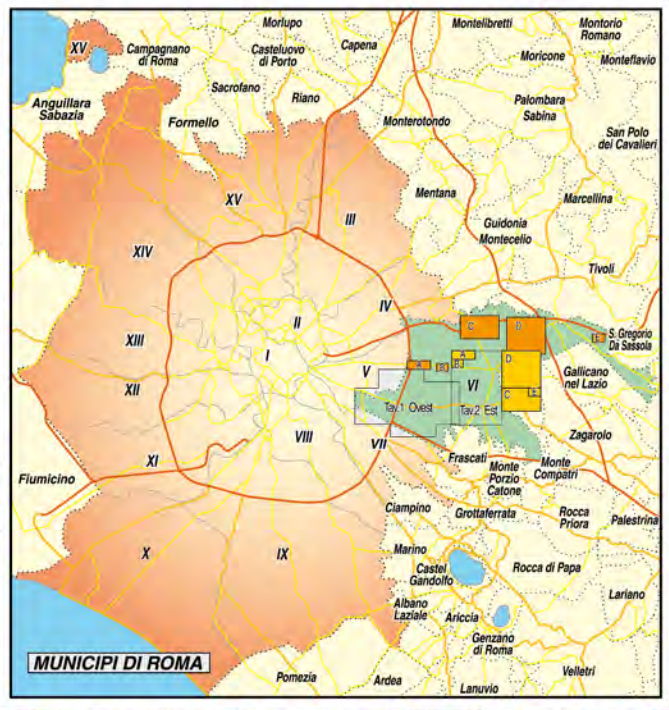 Morlupo
Montelibretti
Montorio
Romano
XV
Campagnano
di Roma
Casteluovo
di Porto
Capena
Moricone
Monteflavio
Sacrofano
Riano
Anguillara
Sabazia
Formello
Monterotondo
Palombara
Sabina
San Polo
dei Cavalieri
XV
III
Mentana
Marcellina
Guidonia
Montecelio
XIV
Tivoli
IV
II
C
D
S. Gregorio
Da Sassola
E
XIII
I
V
A
B
A
B
D
VI
Gallicano
nel Lazio
XII
C
E
Tav.1 Ovest
Tav.2 Est
VIII
VII
Zagarolo
XI
Frascati
Monte
Porzio
Catone
Monte
Compatri
Fiumicino
Ciampino
Grottaferrata
Rocca
Priora
Palestrina
X
IX
Marino
Castel
Gandolfo
Rocca di Papa
Albano
Laziale
Ariccia
Lariano
Genzano
di Roma
MUNICIPI DI ROMA
Pomezia
Ardea
Lanuvio
Velletri